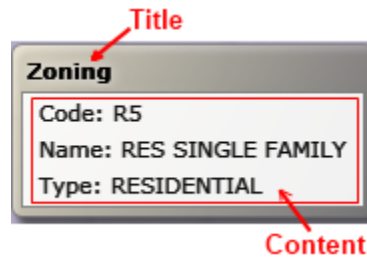 Title
Zoning
Code: R5
Name: RES SINGLE FAMILY
Type: RESIDENTIAL
Content